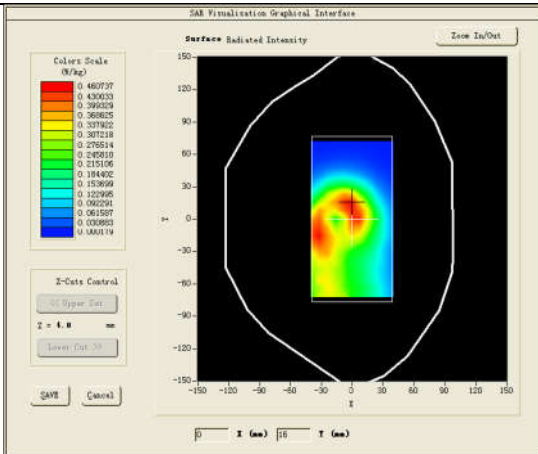 SAR Visualisation Graphical Interface
Surface Radiated Intensity
Zoom In/Out
Colors Scale
(W/kg)
0.460737
0.430033
0.399329
0.368625
0.337922
0.307218
0.276514
0.245810
0.215106
0.184402
0.153699
0.122995
0.092291
0.061587
0.030883
0.000179
150
120
90
60
30
0
-30
-60
-90
-120
-150
Y
-150 -120 -90 -60 -30 0 30 60 90 120 150
X
Z-Cuts Control
<< Upper Cut
Z = 4.0 mm
Lower Cut >>
SAVE Cancel
0 X (mm) 16 Y (mm)